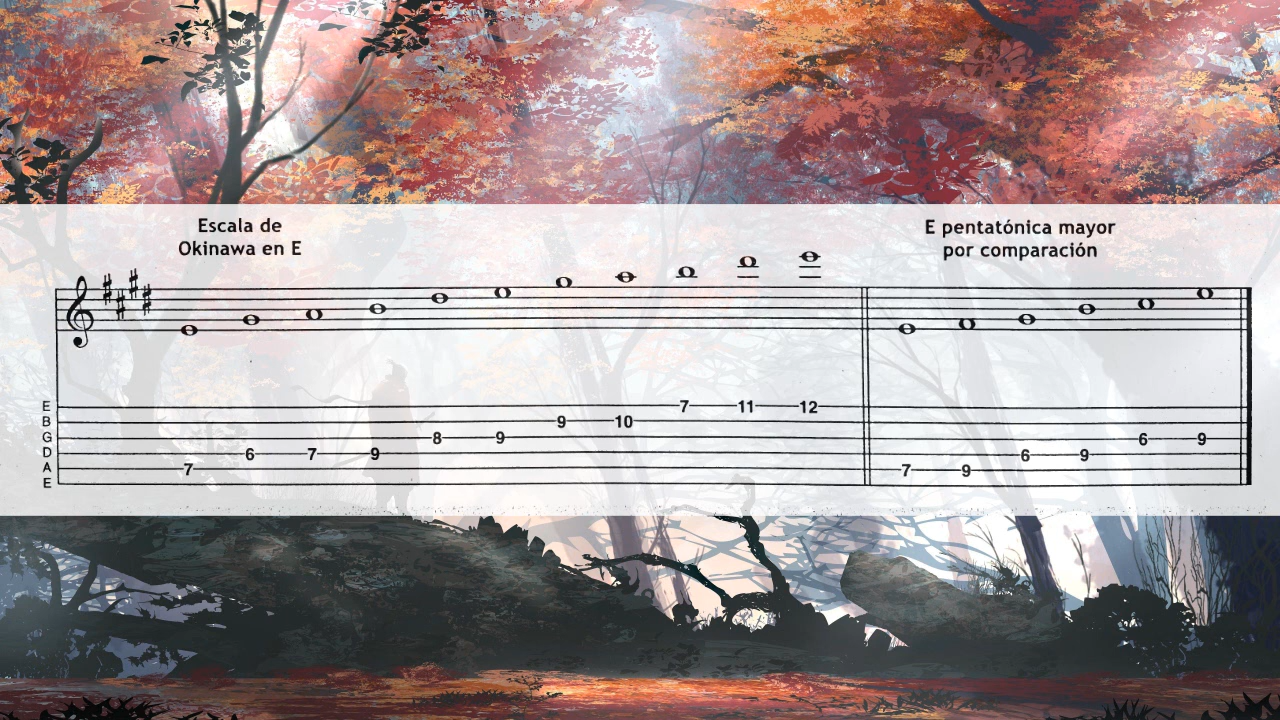 Escala de
Okinawa en E
E pentatónica mayor
por comparación
E 7 11 12
B 9 10
G 8 9 6 9
D 6 7 9 6 9
A 7 7 9
E